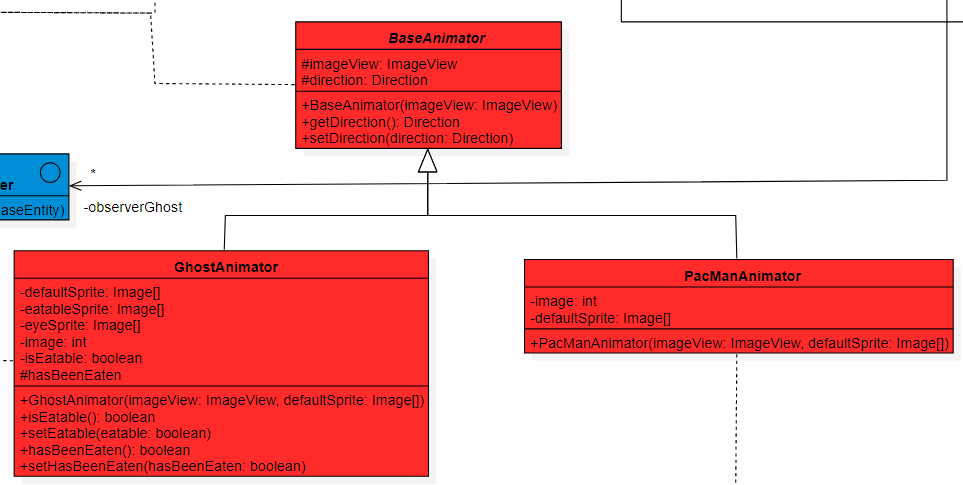 BaseAnimator
#imageView: ImageView
#direction: Direction
+BaseAnimator(imageView: ImageView)
+getDirection(): Direction
+setDirection(direction: Direction)
*
er
aseEntity)
-observerGhost
GhostAnimator
-defaultSprite: Image[]
-eatableSprite: Image[]
-eyeSprite: Image[]
-image: int
-isEatable: boolean
#hasBeenEaten
+GhostAnimator(imageView: ImageView, defaultSprite: Image[])
+isEatable(): boolean
+setEatable(eatable: boolean)
+hasBeenEaten(): boolean
+setHasBeenEaten(hasBeenEaten: boolean)
PacManAnimator
-image: int
-defaultSprite: Image[]
+PacManAnimator(imageView: ImageView, defaultSprite: Image[])